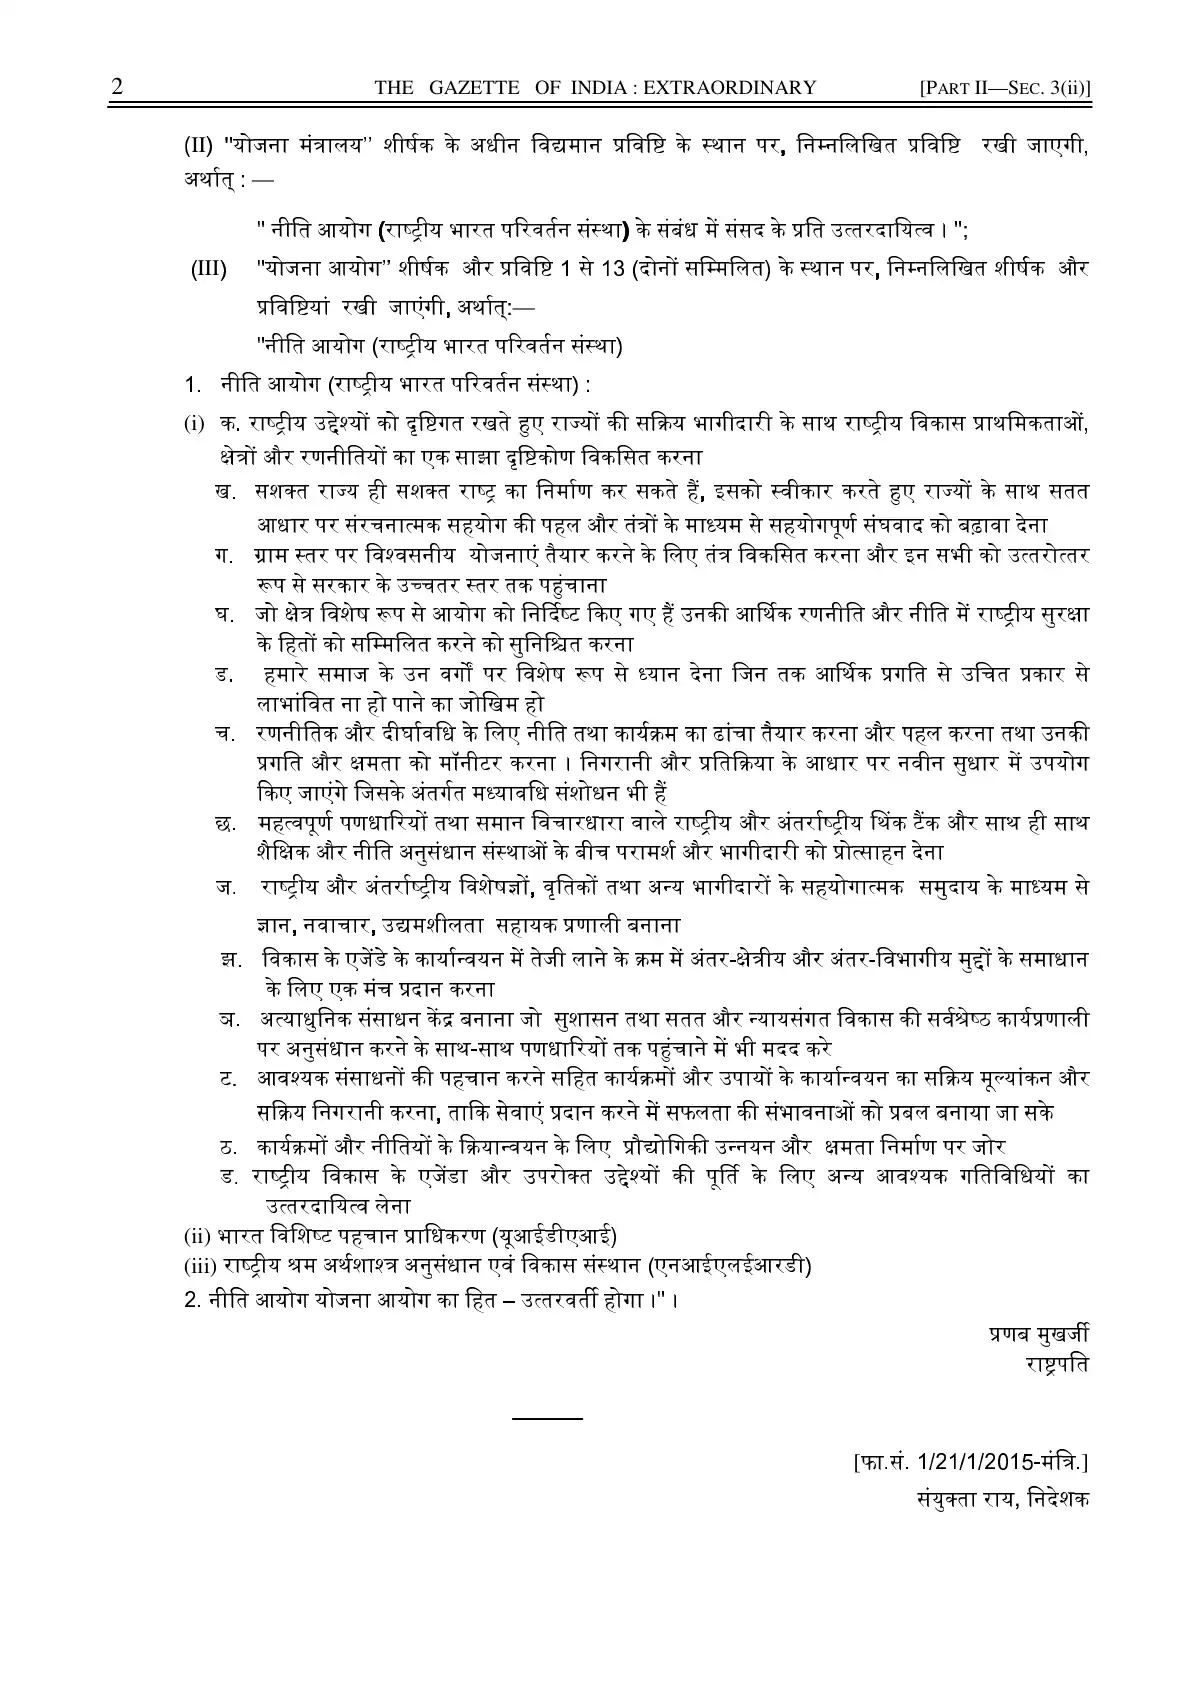 2 THE GAZETTE OF INDIA : EXTRAORDINARY [PART II—SEC. 3(ii)]
(II) "योजना मंत्रालय'' शीर्षक के अधीन विद्यमान प्रविष्टि के स्थान पर, निम्नलिखित प्रविष्टि रखी जाएगी,
अर्थात् : —
" नीति आयोग (राष्ट्रीय भारत परिवर्तन संस्था) के संबंध में संसद के प्रति उत्तरदायित्व । ";
(III) "योजना आयोग'' शीर्षक और प्रविष्टि 1 से 13 (दोनों सम्मिलित) के स्थान पर, निम्नलिखित शीर्षक और
प्रविष्टियां रखी जाएंगी, अर्थात्:—
"नीति आयोग (राष्ट्रीय भारत परिवर्तन संस्था)
1. नीति आयोग (राष्ट्रीय भारत परिवर्तन संस्था) :
(i) क. राष्ट्रीय उद्देश्यों को दृष्टिगत रखते हुए राज्यों की सक्रिय भागीदारी के साथ राष्ट्रीय विकास प्राथमिकताओं,
क्षेत्रों और रणनीतियों का एक साझा दृष्टिकोण विकसित करना
ख. सशक्त राज्य ही सशक्त राष्ट्र का निर्माण कर सकते हैं, इसको स्वीकार करते हुए राज्यों के साथ सतत
आधार पर संरचनात्मक सहयोग की पहल और तंत्रों के माध्यम से सहयोगपूर्ण संघवाद को बढ़ावा देना
ग. ग्राम स्तर पर विश्वसनीय योजनाएं तैयार करने के लिए तंत्र विकसित करना और इन सभी को उत्तरोत्तर
रूप से सरकार के उच्चतर स्तर तक पहुंचाना
घ. जो क्षेत्र विशेष रूप से आयोग को निर्दिष्ट किए गए हैं उनकी आर्थिक रणनीति और नीति में राष्ट्रीय सुरक्षा
के हितों को सम्मिलित करने को सुनिश्चित करना
ड. हमारे समाज के उन वर्गों पर विशेष रूप से ध्यान देना जिन तक आर्थिक प्रगति से उचित प्रकार से
लाभांवित ना हो पाने का जोखिम हो
च. रणनीतिक और दीर्घावधि के लिए नीति तथा कार्यक्रम का ढांचा तैयार करना और पहल करना तथा उनकी
प्रगति और क्षमता को मॉनीटर करना । निगरानी और प्रतिक्रिया के आधार पर नवीन सुधार में उपयोग
किए जाएंगे जिसके अंतर्गत मध्यावधि संशोधन भी हैं
छ. महत्वपूर्ण पणधारियों तथा समान विचारधारा वाले राष्ट्रीय और अंतर्राष्ट्रीय थिंक टैंक और साथ ही साथ
शैक्षिक और नीति अनुसंधान संस्थाओं के बीच परामर्श और भागीदारी को प्रोत्साहन देना
ज. राष्ट्रीय और अंतर्राष्ट्रीय विशेषज्ञों, वृतिकों तथा अन्य भागीदारों के सहयोगात्मक समुदाय के माध्यम से
ज्ञान, नवाचार, उद्यमशीलता सहायक प्रणाली बनाना
झ. विकास के एजेंडे के कार्यान्वयन में तेजी लाने के क्रम में अंतर-क्षेत्रीय और अंतर-विभागीय मुद्दों के समाधान
के लिए एक मंच प्रदान करना
ञ. अत्याधुनिक संसाधन केंद्र बनाना जो सुशासन तथा सतत और न्यायसंगत विकास की सर्वश्रेष्ठ कार्यप्रणाली
पर अनुसंधान करने के साथ-साथ पणधारियों तक पहुंचाने में भी मदद करे
ट. आवश्यक संसाधनों की पहचान करने सहित कार्यक्रमों और उपायों के कार्यान्वयन का सक्रिय मूल्यांकन और
सक्रिय निगरानी करना, ताकि सेवाएं प्रदान करने में सफलता की संभावनाओं को प्रबल बनाया जा सके
ठ. कार्यक्रमों और नीतियों के क्रियान्वयन के लिए प्रौद्योगिकी उन्नयन और क्षमता निर्माण पर जोर
ड. राष्ट्रीय विकास के एजेंडा और उपरोक्त उद्देश्यों की पूर्ति के लिए अन्य आवश्यक गतिविधियों का
उत्तरदायित्व लेना
(ii) भारत विशिष्ट पहचान प्राधिकरण (यूआईडीएआई)
(iii) राष्ट्रीय श्रम अर्थशाश्त्र अनुसंधान एवं विकास संस्थान (एनआईएलईआरडी)
2. नीति आयोग योजना आयोग का हित – उत्तरवर्ती होगा ।" ।
प्रणब मुखर्जी
राष्ट्रपति
[फा.सं. 1/21/1/2015-मंत्रि.]
संयुक्ता राय, निदेशक